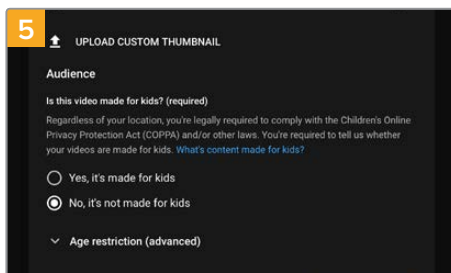 5
UPLOAD CUSTOM THUMBNAIL
Audience
Is this video made for kids? (required)
Regardless of your location, you're legally required to comply with the Children's Online
Privacy Protection Act (COPPA) and/or other laws. You're required to tell us whether
your videos are made for kids. What's content made for kids?
Yes, it's made for kids
No, it's not made for kids
Age restriction (advanced)